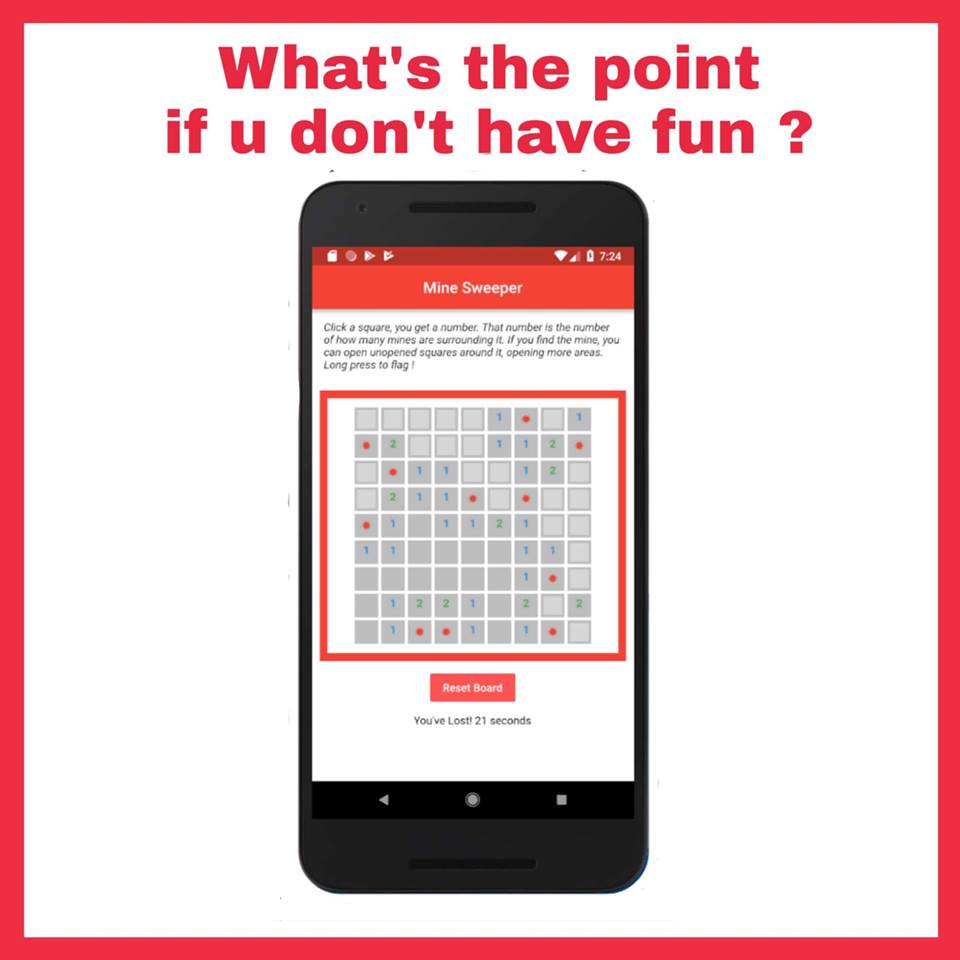 What's the point
if u don't have fun ?
7:24
Mine Sweeper
Click a square, you get a number. That number is the number
of how many mines are surrounding it. If you find the mine, you
can open unopened squares around it, opening more areas.
Long press to flag !
1 1
2 1 1 2
1 1 1 2
2 1 1
1 1 1 2 1
1 1 1 1
1
1 2 2 1 2 2
1 1 1
Reset Board
You've Lost! 21 seconds